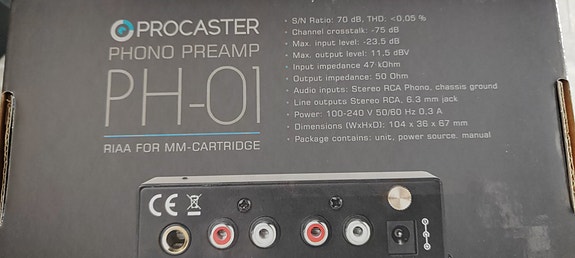 PROCASTER
PHONO PREAMP
PH-01
RIAA FOR MM-CARTRIDGE
• S/N Ratio: 70 dB, THD: <0,05 %
• Channel crosstalk: -75 dB
• Max. input level: -23.5 dB
• Max. output level: 11.5 dBV
• Input impedance 47 kOhm
• Output impedance: 50 Ohm
• Audio inputs: Stereo RCA Phono, chassis ground
• Line outputs Stereo RCA, 6.3 mm jack
• Power: 100-240 V 50/60 Hz 0,3 A
• Dimensions (WxHxD): 104 x 36 x 67 mm
• Package contains: unit, power source, manual
CE